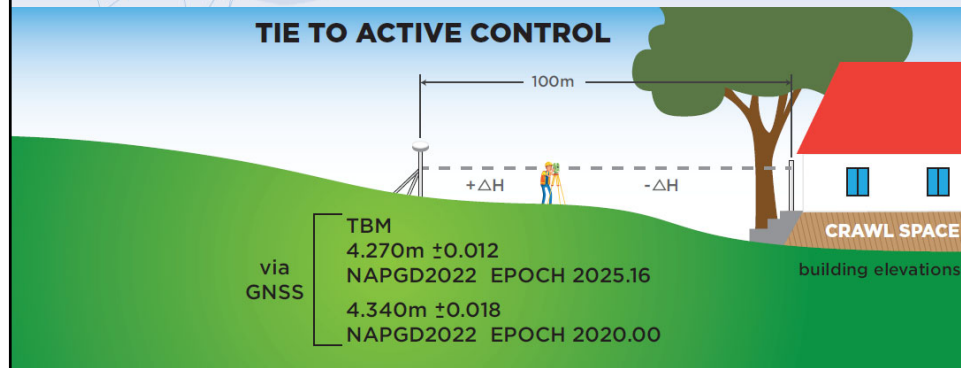 TIE TO ACTIVE CONTROL
100m
+△H
-△H
via
GNSS
TBM
4.270m ±0.012
NAPGD2022 EPOCH 2025.16
4.340m ±0.018
NAPGD2022 EPOCH 2020.00
CRAWL SPACE
building elevations